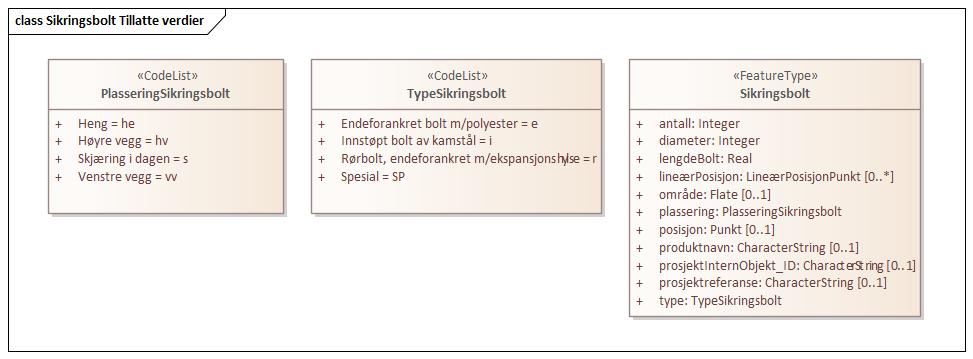 class Sikringsbolt Tillatte verdier
«CodeList»
PlasseringSikringsbolt
+ Heng = he
+ Høyre vegg = hv
+ Skjæring i dagen = s
+ Venstre vegg = vv
«CodeList»
TypeSikringsbolt
+ Endeforankret bolt m/polyester = e
+ Innstøpt bolt av kamstål = i
+ Rørbolt, endeforankret m/ekspansjonshylse = r
+ Spesial = SP
«FeatureType»
Sikringsbolt
+ antall: Integer
+ diameter: Integer
+ lengdeBolt: Real
+ lineærPosisjon: LineærPosisjonPunkt [0..*]
+ område: Flate [0..1]
+ plassering: PlasseringSikringsbolt
+ posisjon: Punkt [0..1]
+ produktnavn: CharacterString [0..1]
+ prosjektInternObjekt_ID: CharacterString [0..1]
+ prosjektreferanse: CharacterString [0..1]
+ type: TypeSikringsbolt